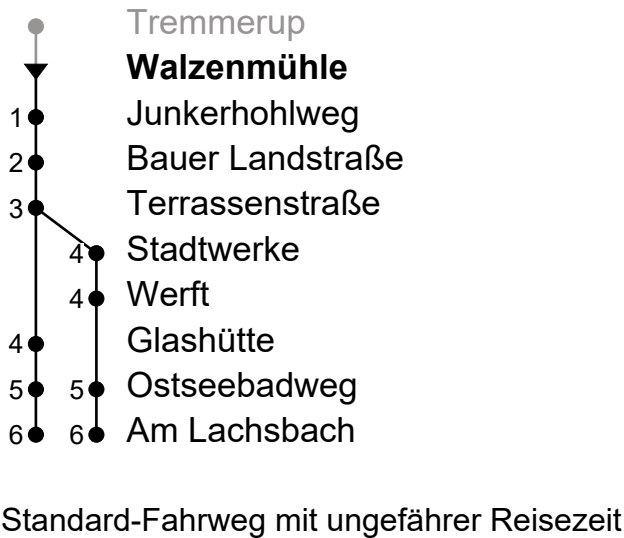 Tremmerup
Walzenmühle
1 Junkerhohlweg
2 Bauer Landstraße
3 Terrassenstraße
4 Stadtwerke
4 Werft
4 Glashütte
5 5 Ostseebadweg
6 6 Am Lachsbach
Standard-Fahrweg mit ungefährer Reisezeit